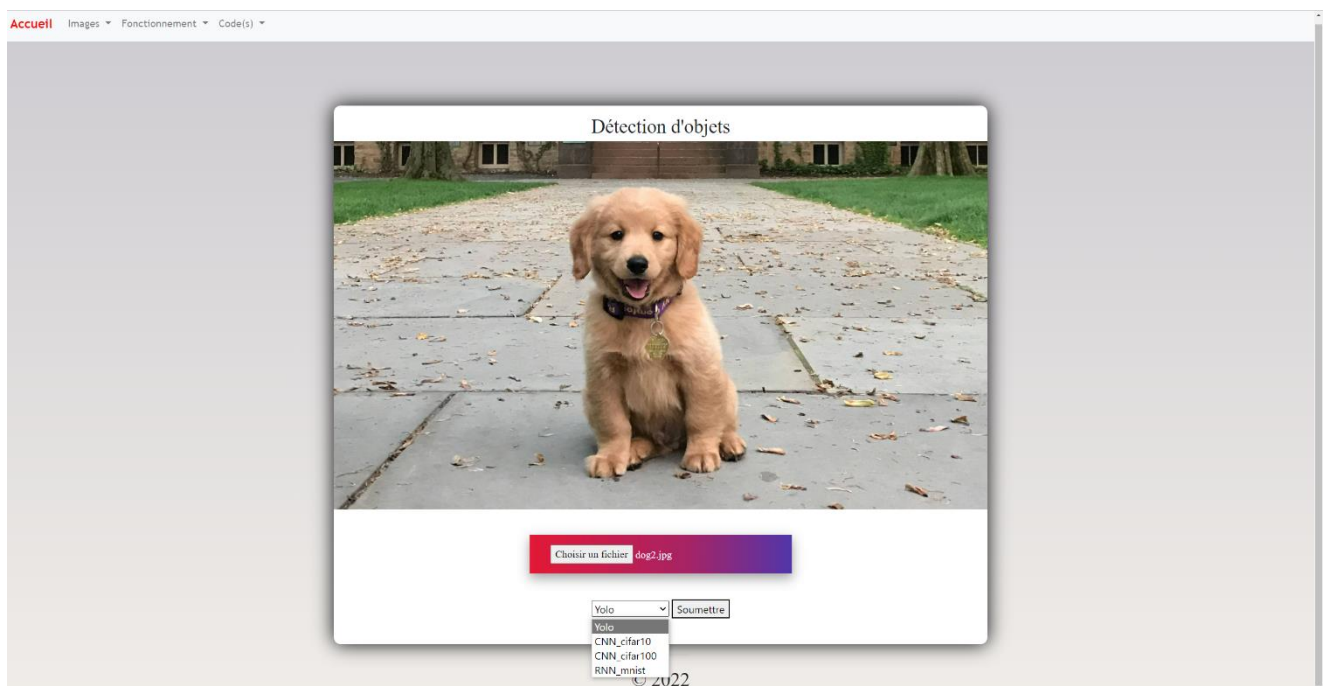 Accueil Images Fonctionnement Code(s)
Détection d'objets
Choisir un fichier dog2.jpg
Yolo Soumettre
Yolo
CNN_cifar10
CNN_cifar100
RNN_mnist
© 2022